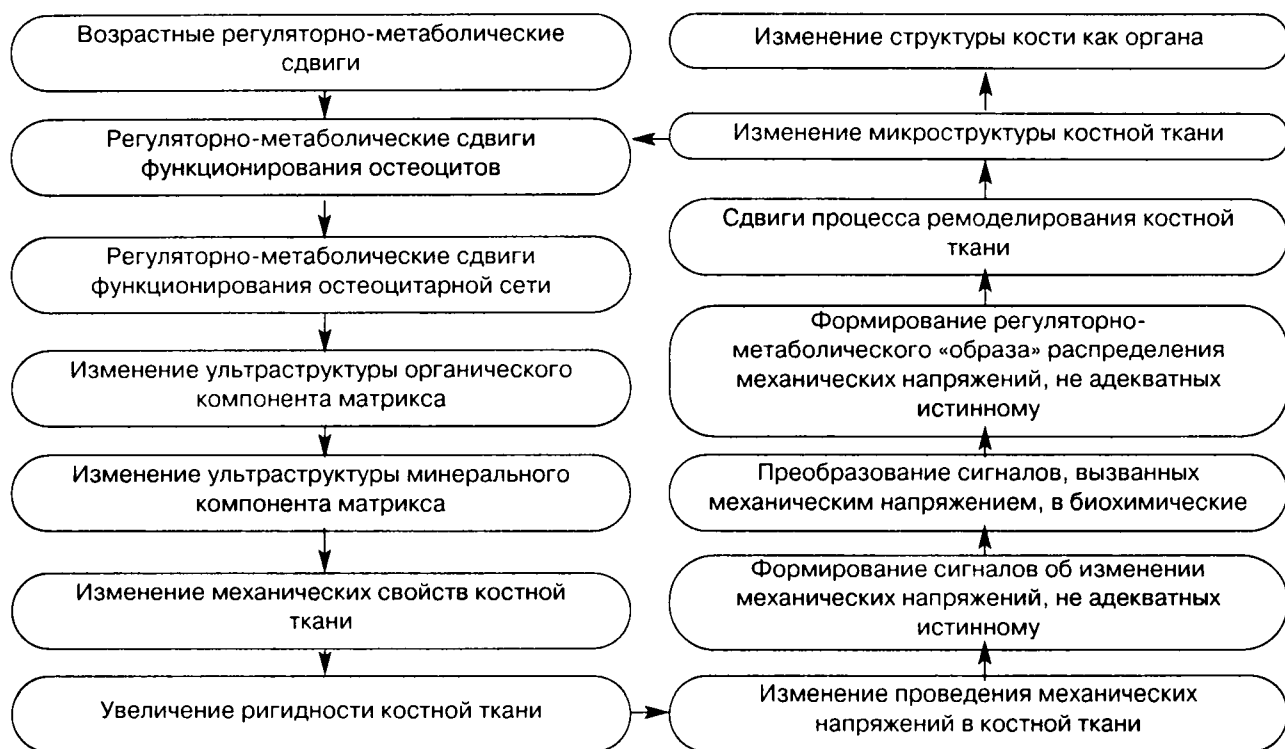 Возрастные регуляторно-метаболические
сдвиги
Регуляторно-метаболические сдвиги
функционирования остеоцитов
Регуляторно-метаболические сдвиги
функционирования остеоцитарной сети
Изменение ультраструктуры органического
компонента матрикса
Изменение ультраструктуры минерального
компонента матрикса
Изменение механических свойств костной
ткани
Увеличение ригидности костной ткани
Изменение структуры кости как органа
Изменение микроструктуры костной ткани
Сдвиги процесса ремоделирования костной
ткани
Формирование регуляторно-
метаболического «образа» распределения
механических напряжений, не адекватных
истинному
Преобразование сигналов, вызванных
механическим напряжением, в биохимические
Формирование сигналов об изменении
механических напряжений, не адекватных
истинному
Изменение проведения механических
напряжений в костной ткани